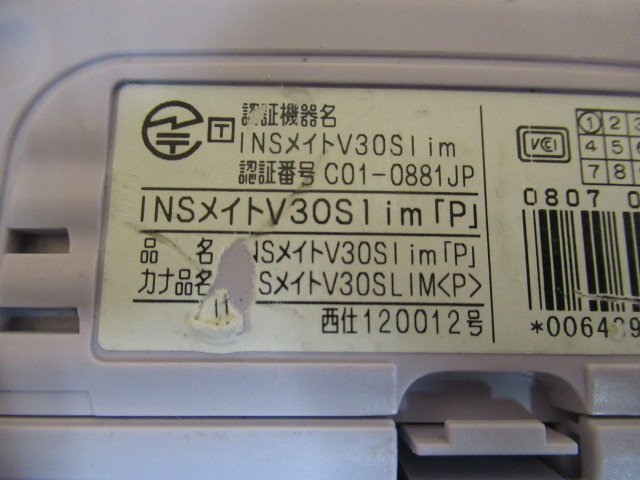 T
認証機器名
INSメイトV30Slim
認証番号 C01-0881JP
INSメイトV30Slim「P」
品 名 NSメイトV30Slim「P」
カナ品名 SメイトV30SLIM<P>
11
西仕120012号
VCI
1
4 5 6
7 8
0807 0